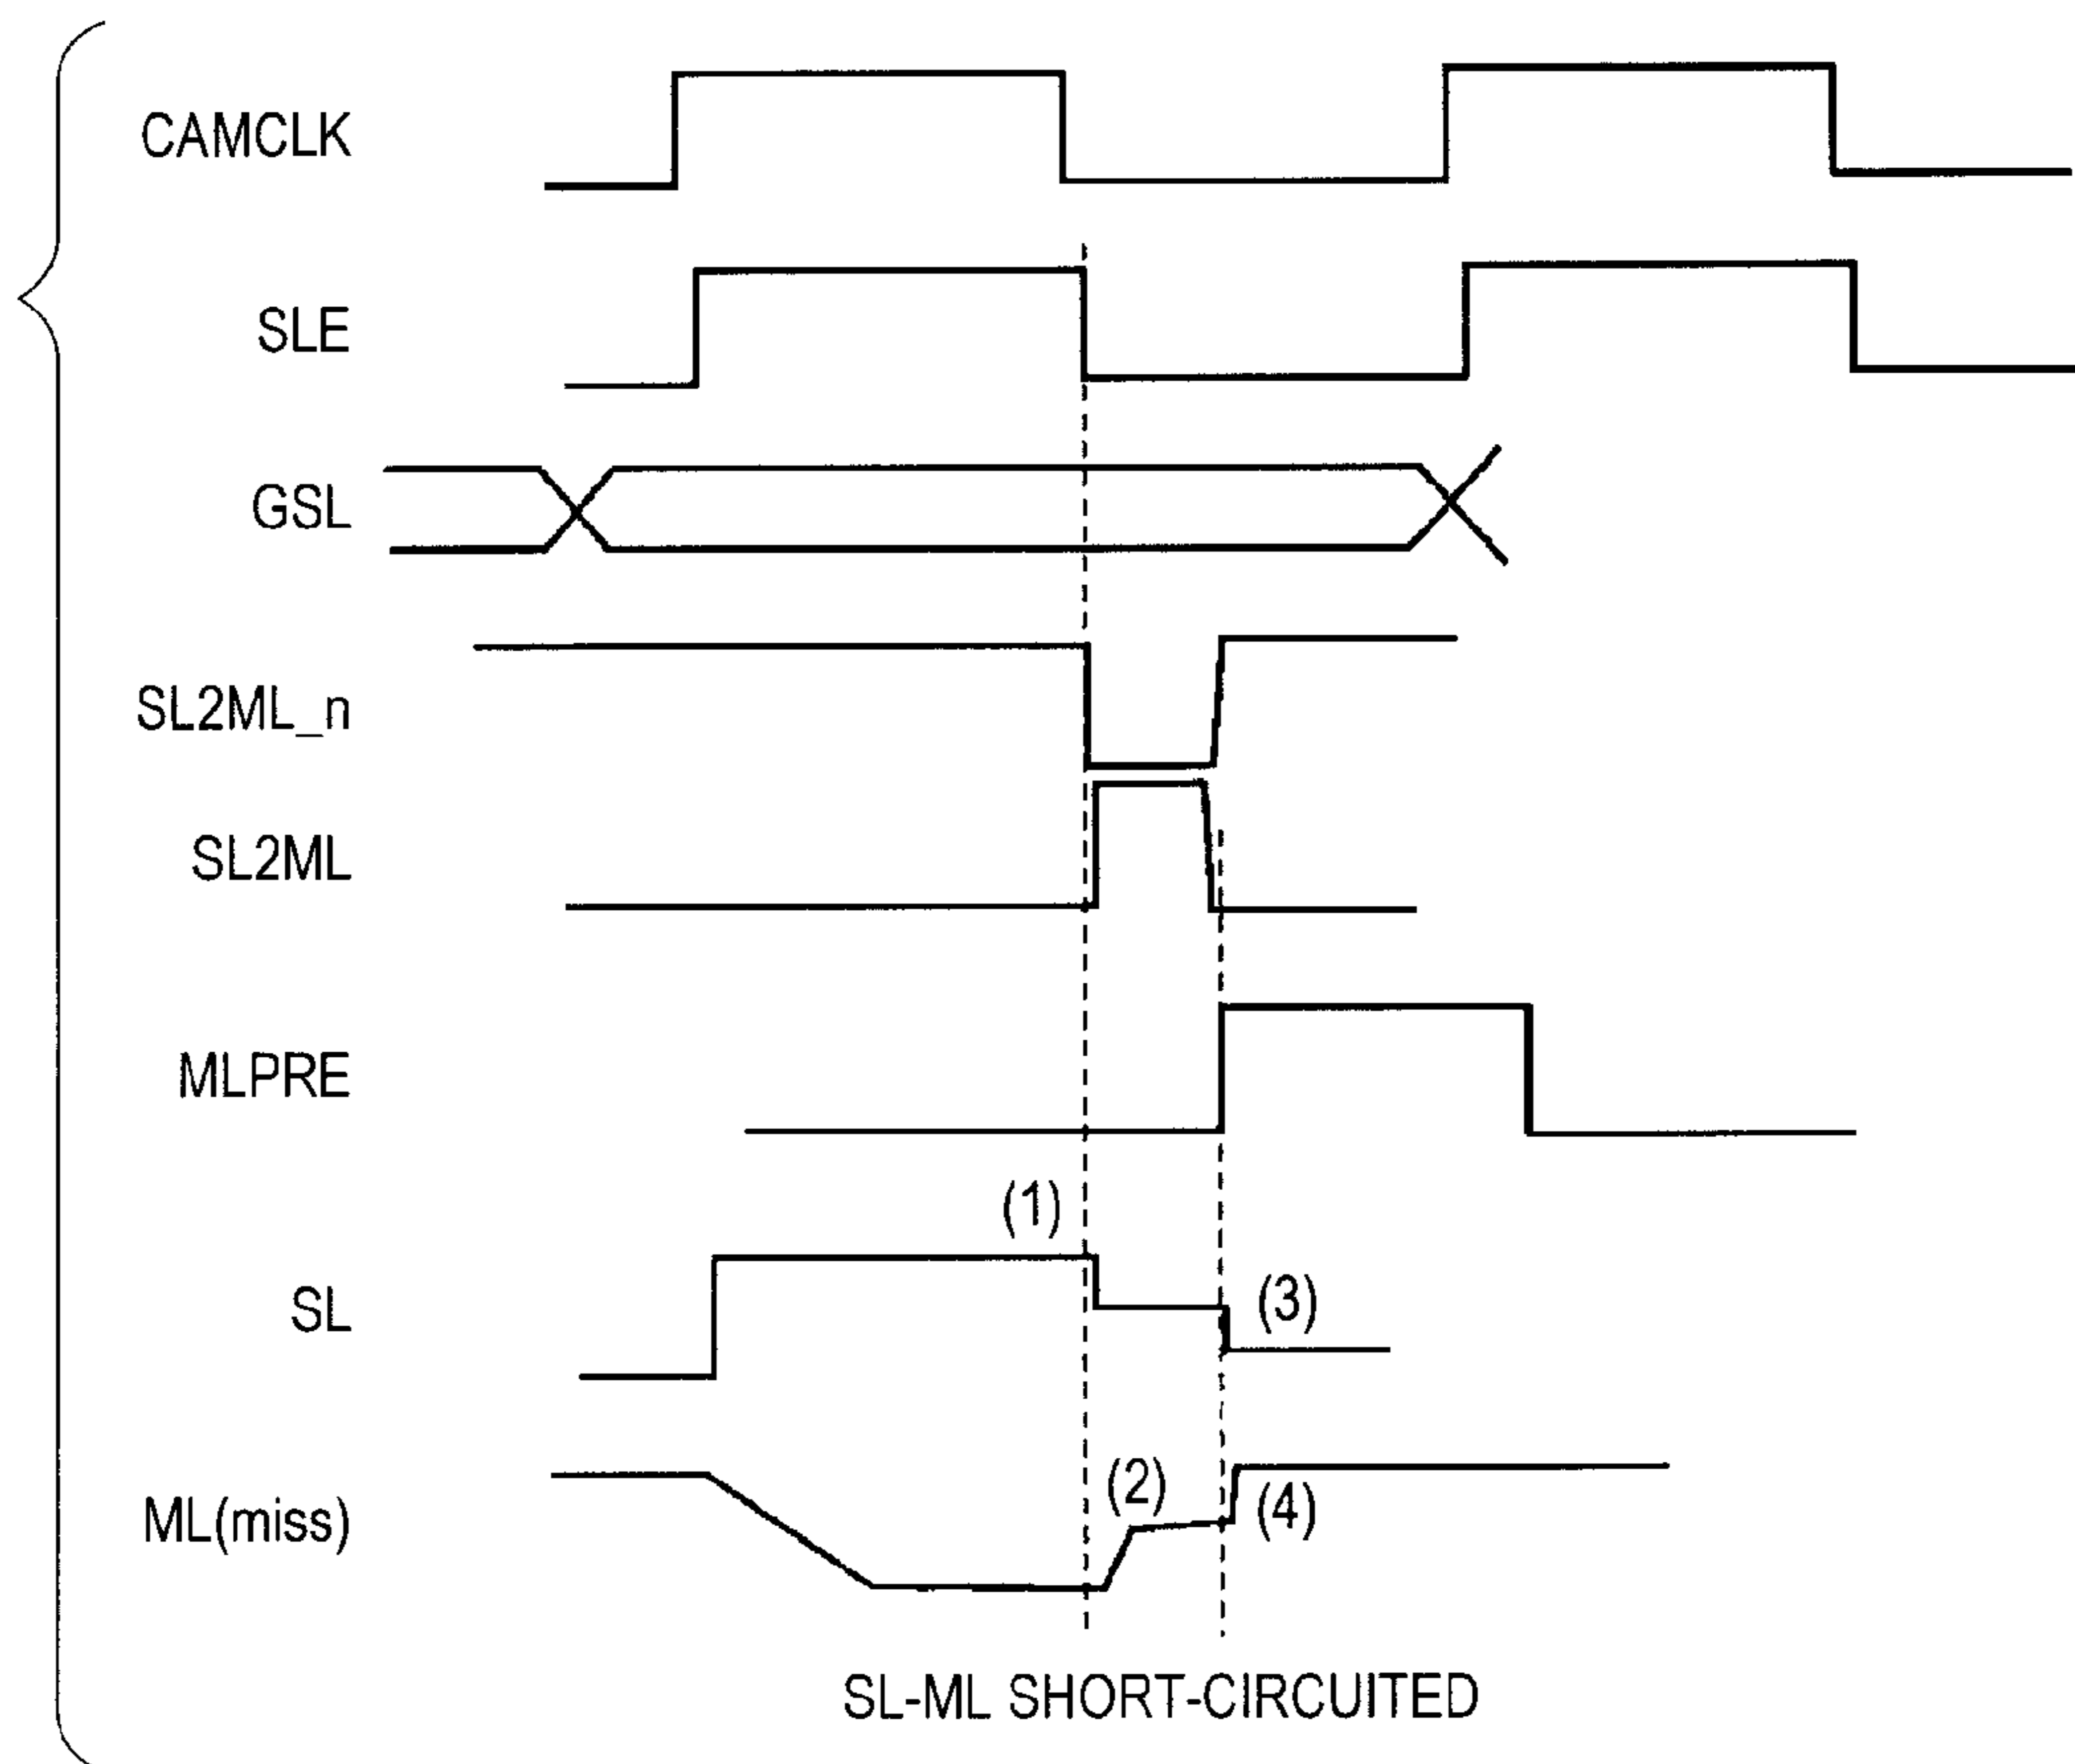 CAMCLK
SLE
GSL
SL2ML_n
SL2ML
MLPRE
(1)
SL
(3)
(2)
ML(miss)
(4)
SL-ML SHORT-CIRCUITED